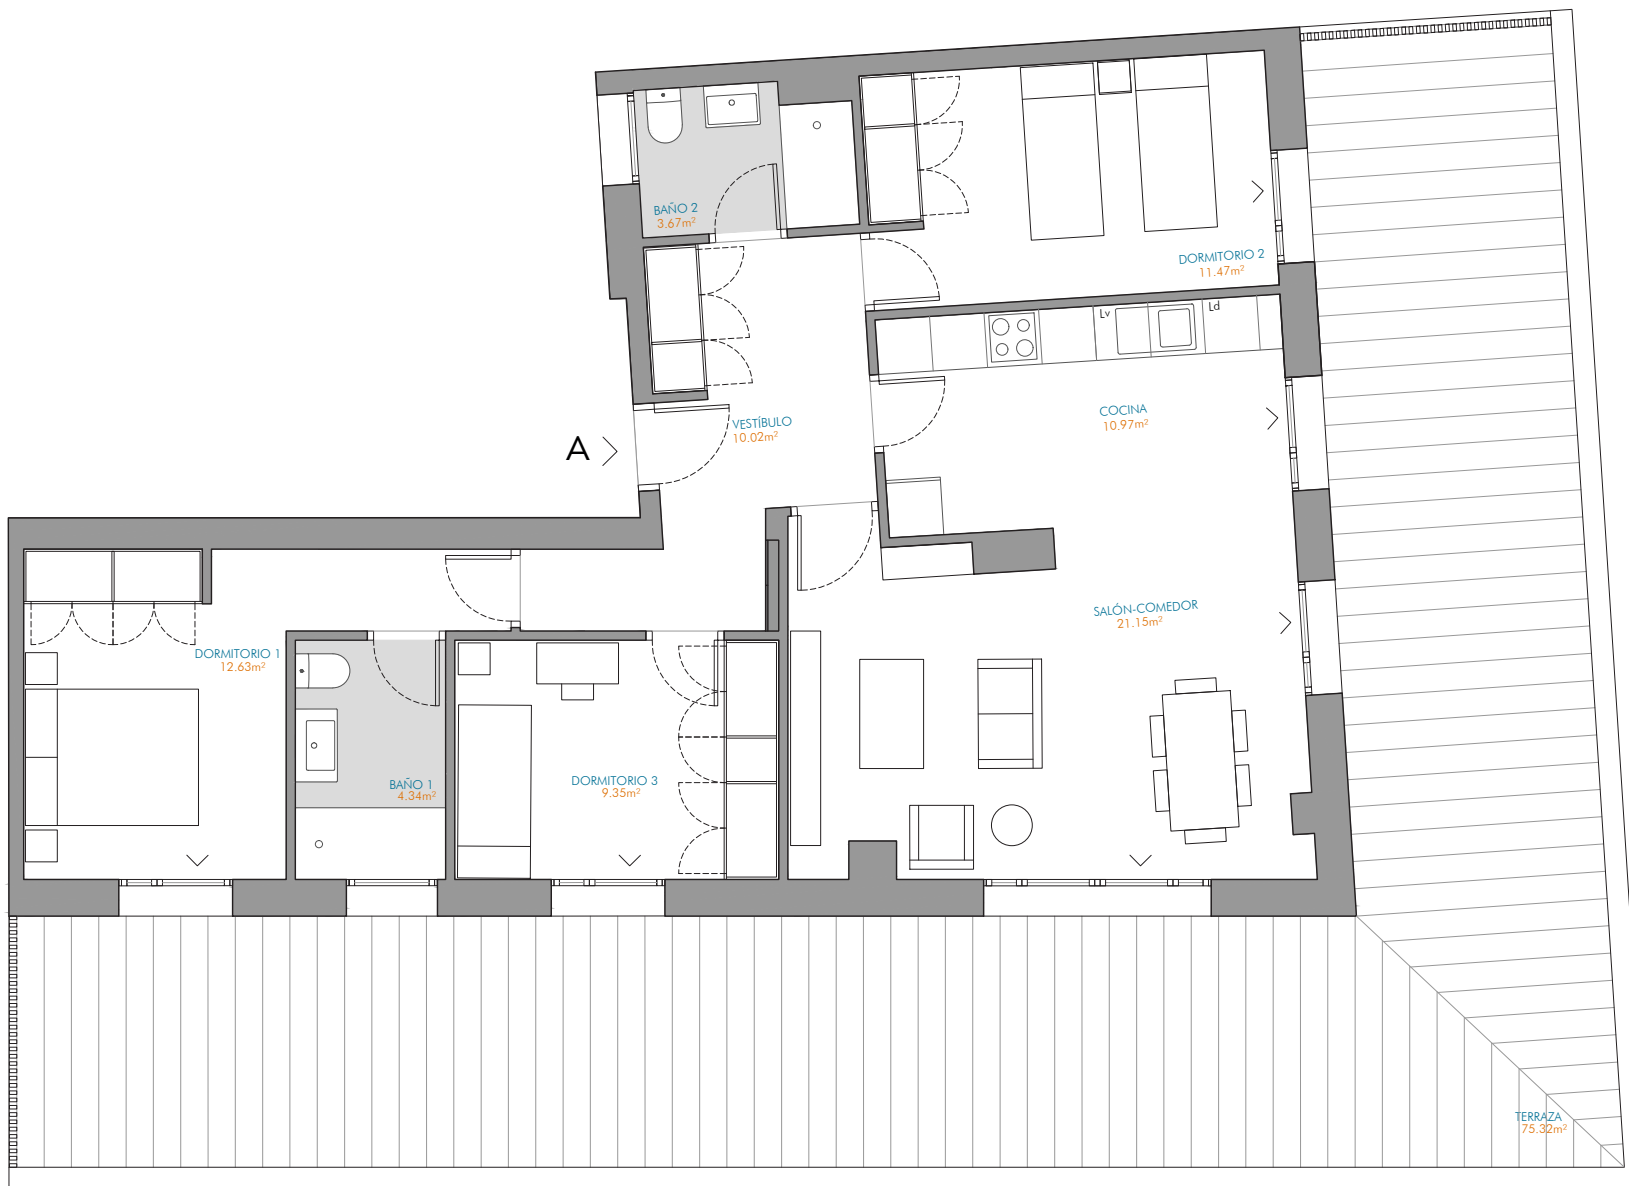 BAÑO 2
3.67m²
DORMITORIO 2
11.47m²
Lv
Ld
COCINA
10.97m²
VESTÍBULO
10.02m²
A
SALÓN-COMEDOR
21.15m²
DORMITORIO 1
12.63m²
BAÑO 1
4.34m²
DORMITORIO 3
9.35m²
TERRAZA
75.32m²